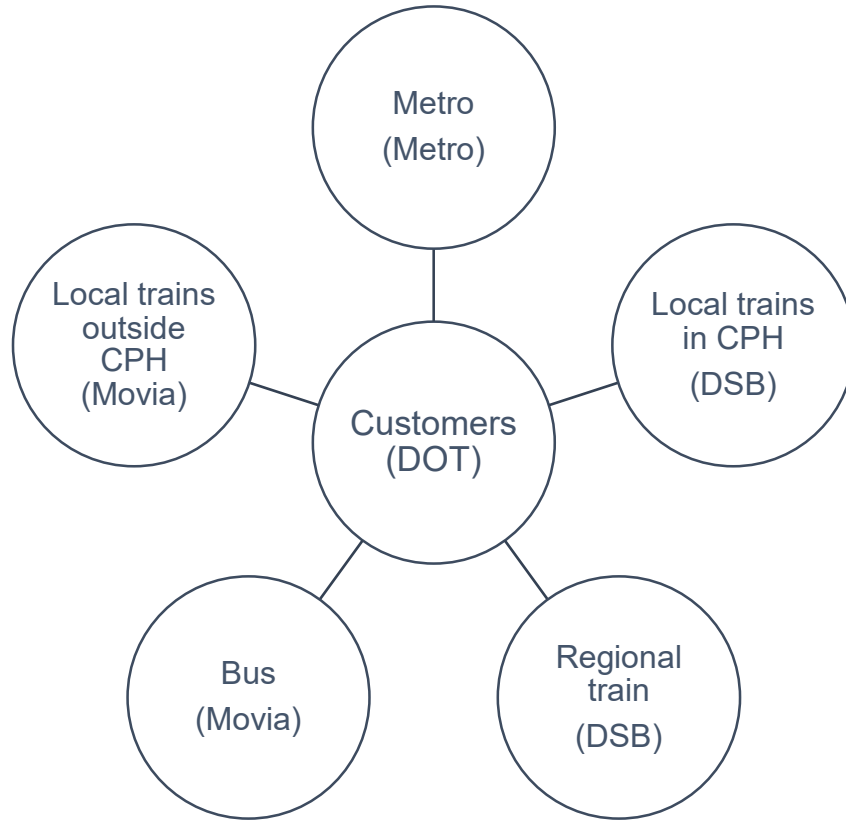 Metro
(Metro)
Local trains
outside
CPH
(Movia)
Local trains
in CPH
(DSB)
Customers
(DOT)
Bus
(Movia)
Regional
train
(DSB)